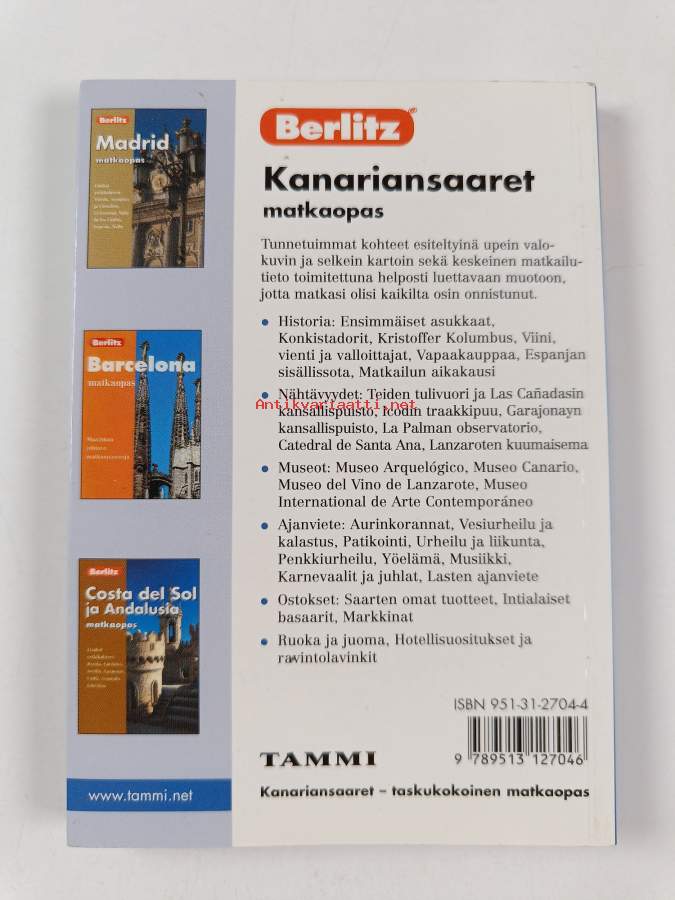 Berlitz
Madrid
matkaopas
Berlitz
Barcelona
matkaopas
Berlitz
Costa del Sol
ja Andalusia
matkaopas
www.tammi.net
Berlitz®
Kanariansaaret
matkaopas
Tunnetuimmat kohteet esiteltyinä upein valo-
kuvin ja selkein kartoin sekä keskeinen matkailu-
tieto toimitettuna helposti luettavaan muotoon,
jotta matkasi olisi kaikilta osin onnistunut.
• Historia: Ensimmäiset asukkaat,
Konkistadorit, Kristoffer Kolumbus, Viini,
vienti ja valloittajat, Vapaakauppaa, Espanjan
sisällissota, Matkailun aikakausi
• Nähtävyydet: Teiden tulivuori ja Las Cañadasin
Antikvariaatti.net
kansallispuisto, Icodin traakkipuu, Garajonayn
kansallispuisto, La Palman observatorio,
Catedral de Santa Ana, Lanzaroten kuumaisema
• Museot: Museo Arquelógico, Museo Canario,
Museo del Vino de Lanzarote, Museo
International de Arte Contemporáneo
• Ajanviete: Aurinkorannat, Vesiurheilu ja
kalastus, Patikointi, Urheilu ja liikunta,
Penkkiurheilu, Yöelämä, Musiikki,
Karnevaalit ja juhlat, Lasten ajanviete
• Ostokset: Saarten omat tuotteet, Intialaiset
basaarit, Markkinat
• Ruoka ja juoma, Hotellisuositukset ja
ravintolavinkit
ISBN 951-31-2704-4
9 789513 127046
TAMMI
Kanariansaaret – taskukokoinen matkaopas